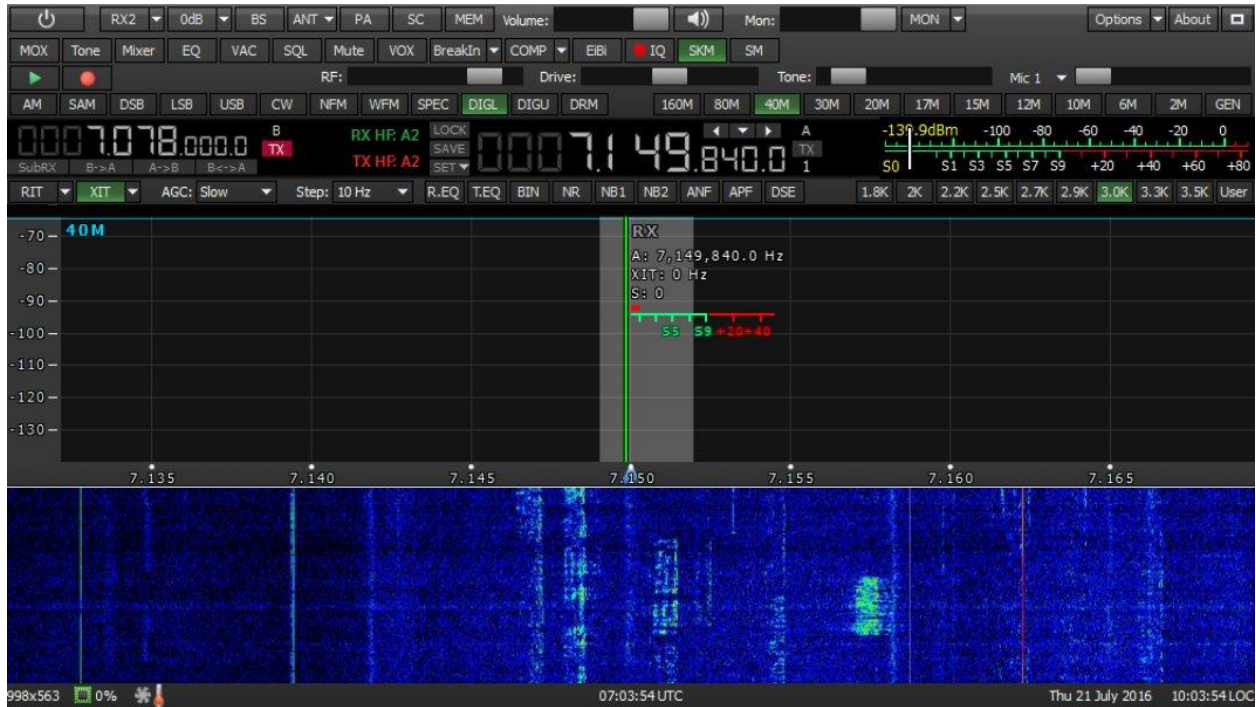 RX2 0dB BS ANT PA SC MEM Volume: Mon: MON Options About
MOX Tone Mixer EQ VAC SQL Mute VOX BreakIn COMP EiBi IQ SKM SM
RF: Drive: Tone: Mic 1
AM SAM DSB LSB USB CW NFM WFM SPEC DIGL DIGU DRM 160M 80M 40M 30M 20M 17M 15M 12M 10M 6M 2M GEN
0007.078.000.0 B TX RX HF: A2 TX HF: A2 LOCK SAVE SET 0007.149.840.0 A TX 1 -139.9dBm -100 -80 -60 -40 -20 0
SubRX B->A A->B B<->A S0 S1 S3 S5 S7 S9 +20 +40 +60 +80
RIT XIT AGC: Slow Step: 10 Hz R.EQ T.EQ BIN NR NB1 NB2 ANF APF DSE 1.8K 2K 2.2K 2.5K 2.7K 2.9K 3.0K 3.3K 3.5K User
40M RX
-70
A: 7,149,840.0 Hz
-80 XIT: 0 Hz
S: 0
-90
S5 S9 +20 +40
-100
-110
-120
-130
7.135 7.140 7.145 7.150 7.155 7.160 7.165
998x563 0% 07:03:54 UTC Thu 21 July 2016 10:03:54 LOC